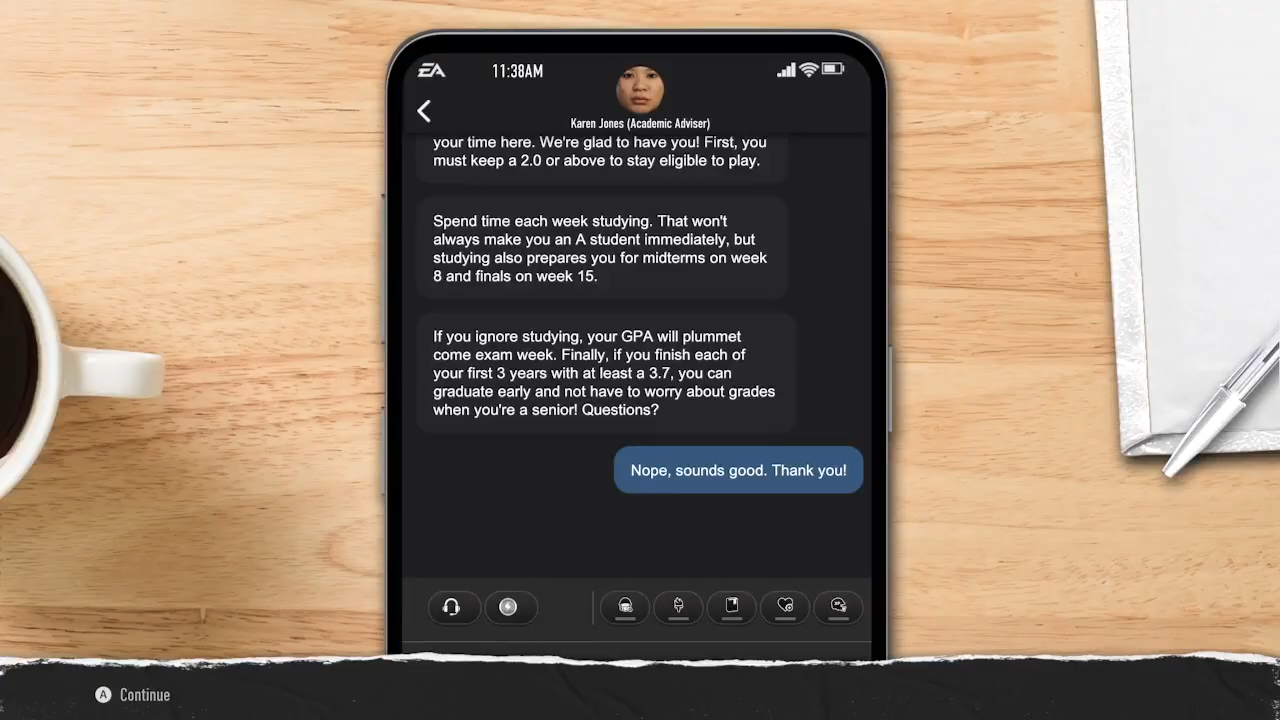 EA
11:38AM
Karen Jones (Academic Adviser)
your time here. We're glad to have you! First, you
must keep a 2.0 or above to stay eligible to play.
Spend time each week studying. That won't
always make you an A student immediately, but
studying also prepares you for midterms on week
8 and finals on week 15.
If you ignore studying, your GPA will plummet
come exam week. Finally, if you finish each of
your first 3 years with at least a 3.7, you can
graduate early and not have to worry about grades
when you're a senior! Questions?
Nope, sounds good. Thank you!
A Continue